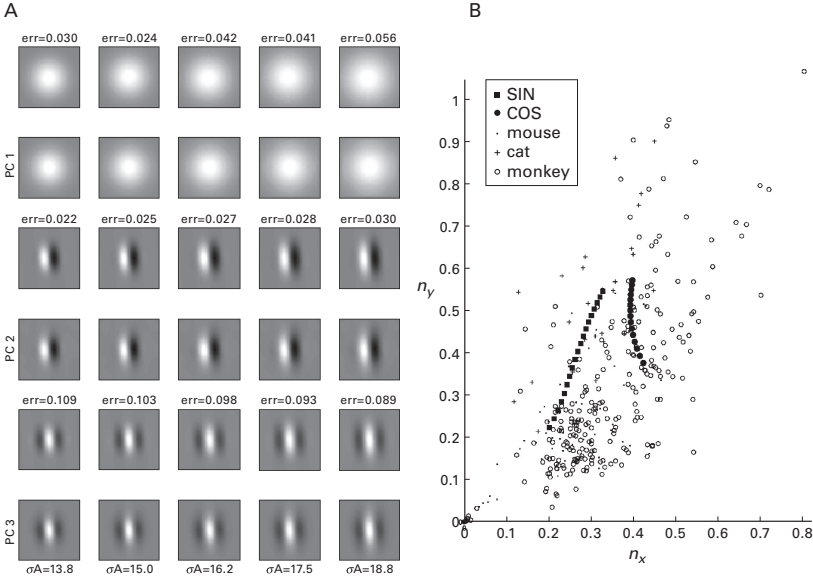 A
B
err=0.030 err=0.024 err=0.042 err=0.041 err=0.056
PC 1
err=0.022 err=0.025 err=0.027 err=0.028 err=0.030
PC 2
err=0.109 err=0.103 err=0.098 err=0.093 err=0.089
PC 3
σA=13.8 σA=15.0 σA=16.2 σA=17.5 σA=18.8
SIN
COS
mouse
cat
monkey
1
0.9
0.8
0.7
0.6
0.5
0.4
0.3
0.2
0.1
0
ny
0 0.1 0.2 0.3 0.4 0.5 0.6 0.7 0.8
nx